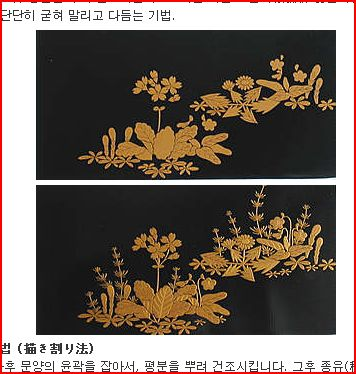 단단히 굳혀 말리고 다듬는 기법.
법 (描き割り法)
후 문양의 윤곽을 잡아서, 평분을 뿌려 건조시킵니다. 그후 종유(